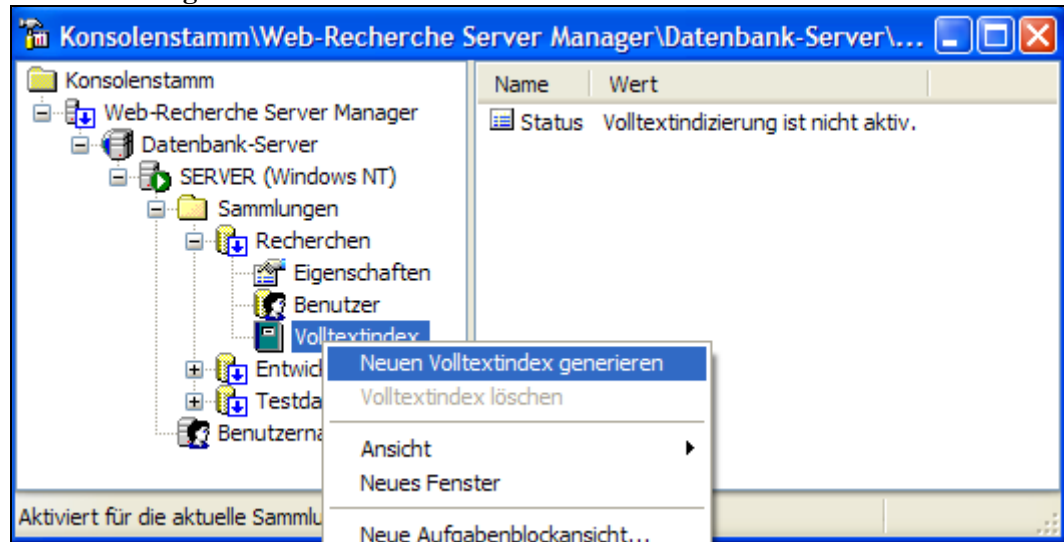 Konsolenstamm\Web-Recherche Server Manager\Datenbank-Server\...
Konsolenstamm
Web-Recherche Server Manager
Datenbank-Server
SERVER (Windows NT)
Sammlungen
Recherchen
Eigenschaften
Benutzer
Volltextindex
Name Wert
Status Volltextindizierung ist nicht aktiv.
Neuen Volltextindex generieren
Volltextindex löschen
Ansicht
Neues Fenster
Neue Aufgabenblockansicht...
Aktiviert für die aktuelle